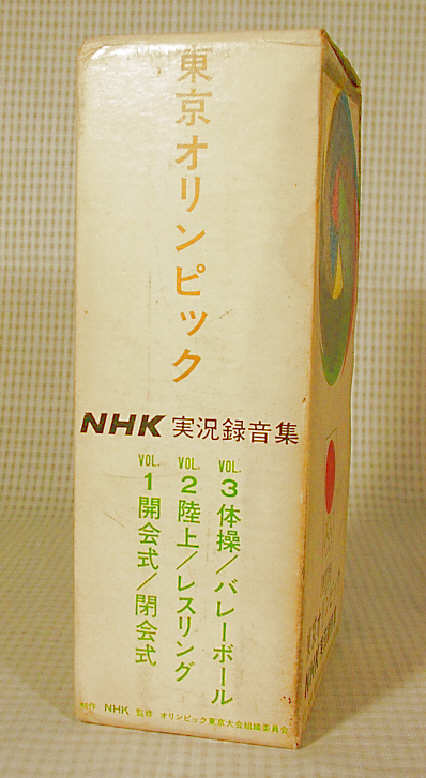 東京オリンピック
NHK 実況録音集
VOL. 1 開会式/閉会式
VOL. 2 陸上/レスリング
VOL. 3 体操/バレーボール
制作 NHK 監修 オリンピック東京大会組織委員会